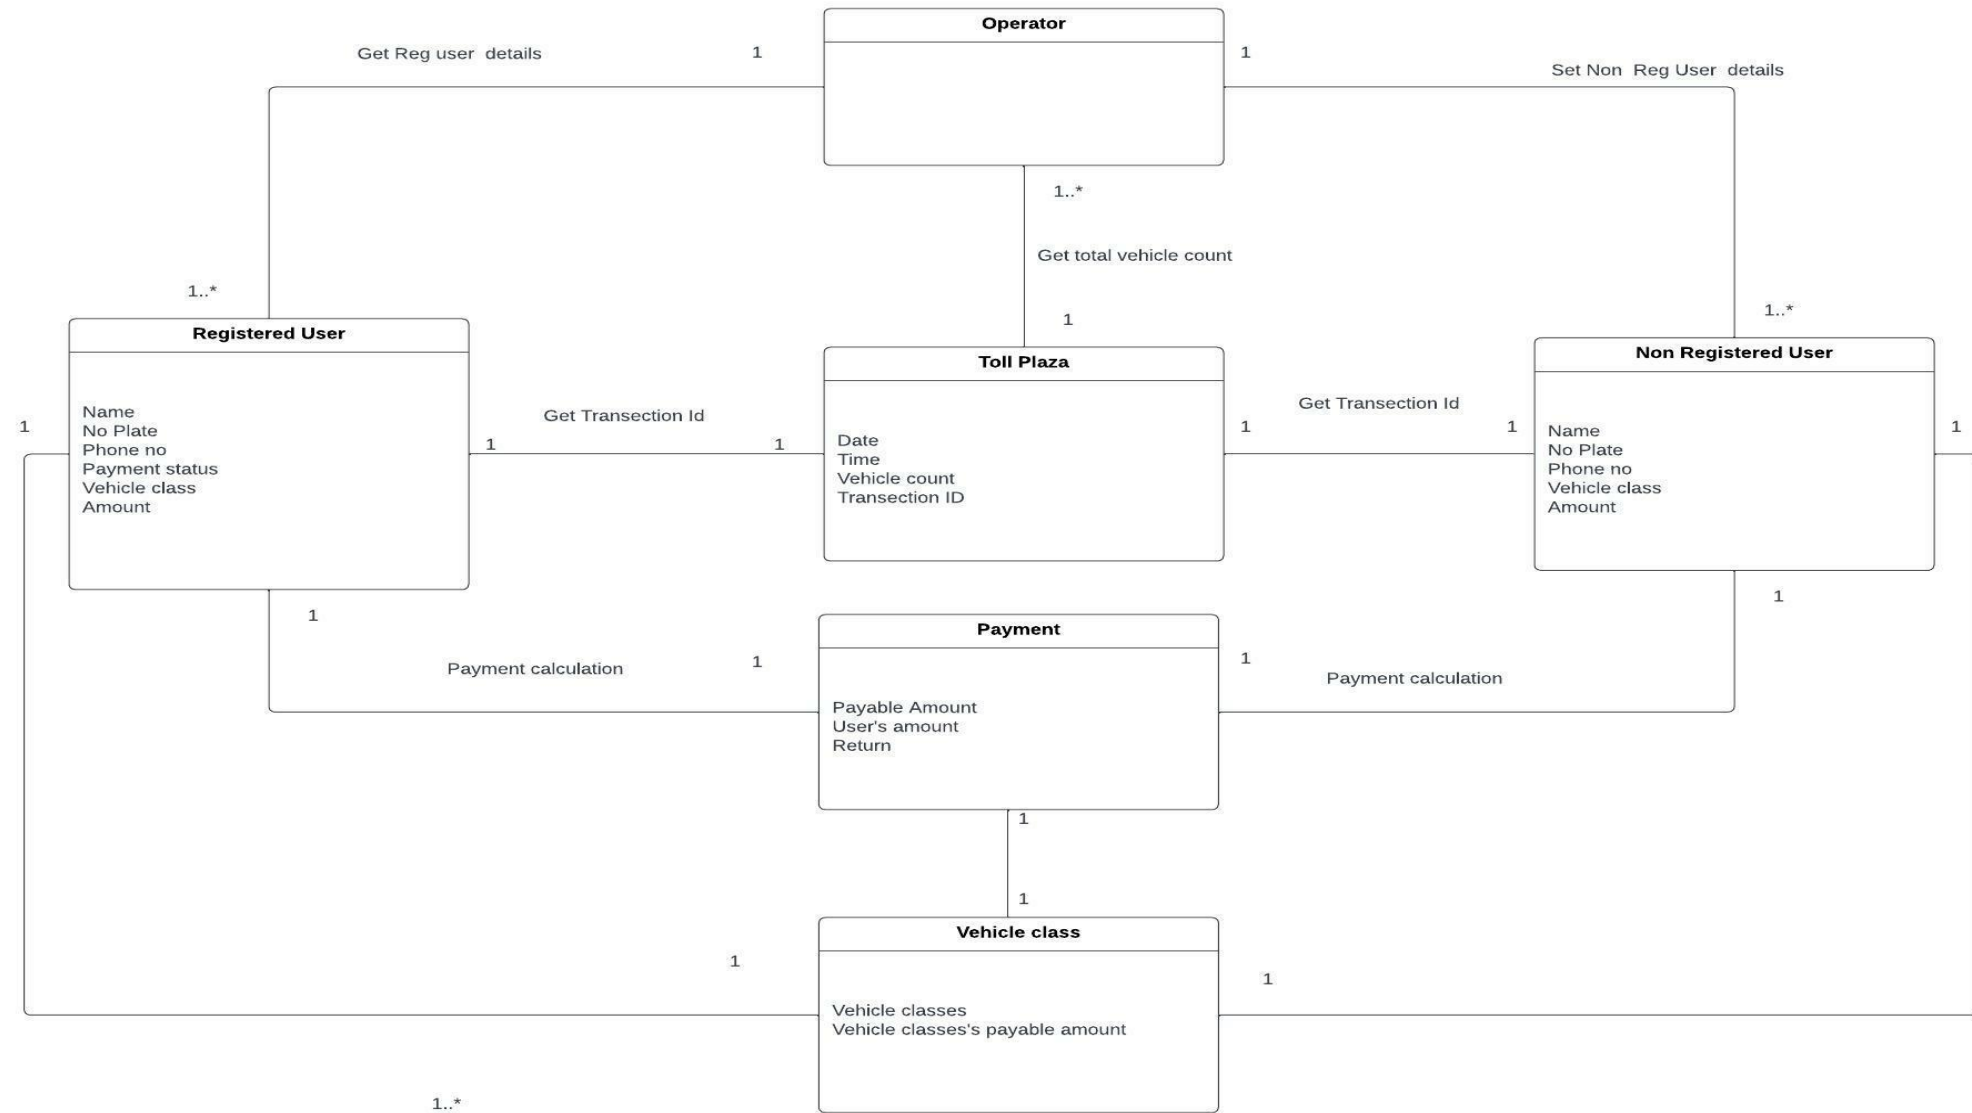 Operator
Get Reg user  details
1
1
Set Non  Reg User  details
1..*
Get total vehicle count
1
1..*
1..*
Registered User
Name
No Plate
Phone no
Payment status
Vehicle class
Amount
1
Get Transection Id
1
1
Toll Plaza
Date
Time
Vehicle count
Transection ID
Get Transection Id
1
1
Non Registered User
Name
No Plate
Phone no
Vehicle class
Amount
1
1
1
Payment calculation
1
Payment
Payable Amount
User's amount
Return
1
Payment calculation
1
1
Vehicle class
Vehicle classes
Vehicle classes's payable amount
1
1
1..*